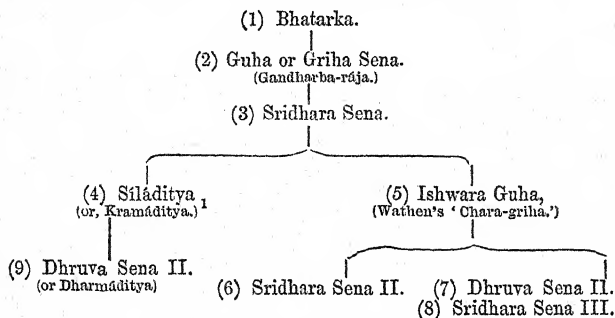 (1) Bhatarka.
(2) Guha or Griha Sena.
(Gandharba-rája.)
(3) Sridhara Sena.
(4) Síláditya
(or, Kramáditya.) 1
(5) Ishwara Guha,
(Wathen's ‘Chara-griha.’)
(9) Dhruva Sena II.
(or Dharmáditya)
(6) Sridhara Sena II.
(7) Dhruva Sena II.
(8) Sridhara Sena III.